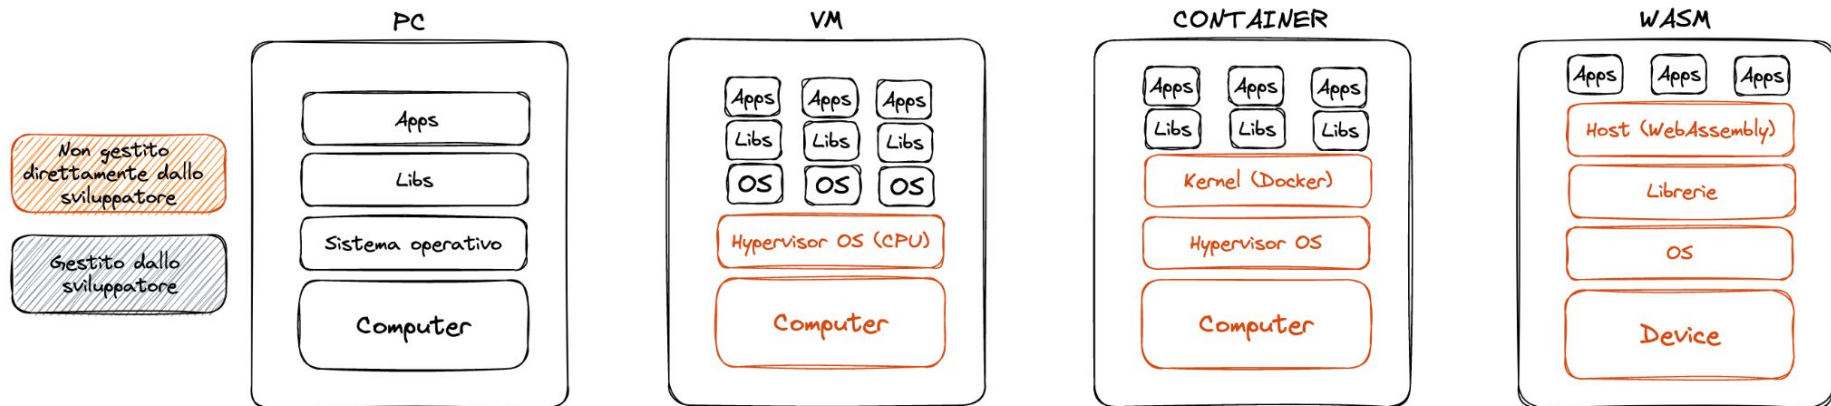 Non gestito
direttamente dallo
sviluppatore
Gestito dallo
sviluppatore
PC
Apps
Libs
Sistema operativo
Computer
VM
Apps Apps Apps
Libs Libs Libs
OS OS OS
Hypervisor OS (CPU)
Computer
CONTAINER
Apps Apps Apps
Libs Libs Libs
Kernel (Docker)
Hypervisor OS
Computer
WASM
Apps Apps Apps
Host (WebAssembly)
Librerie
OS
Device